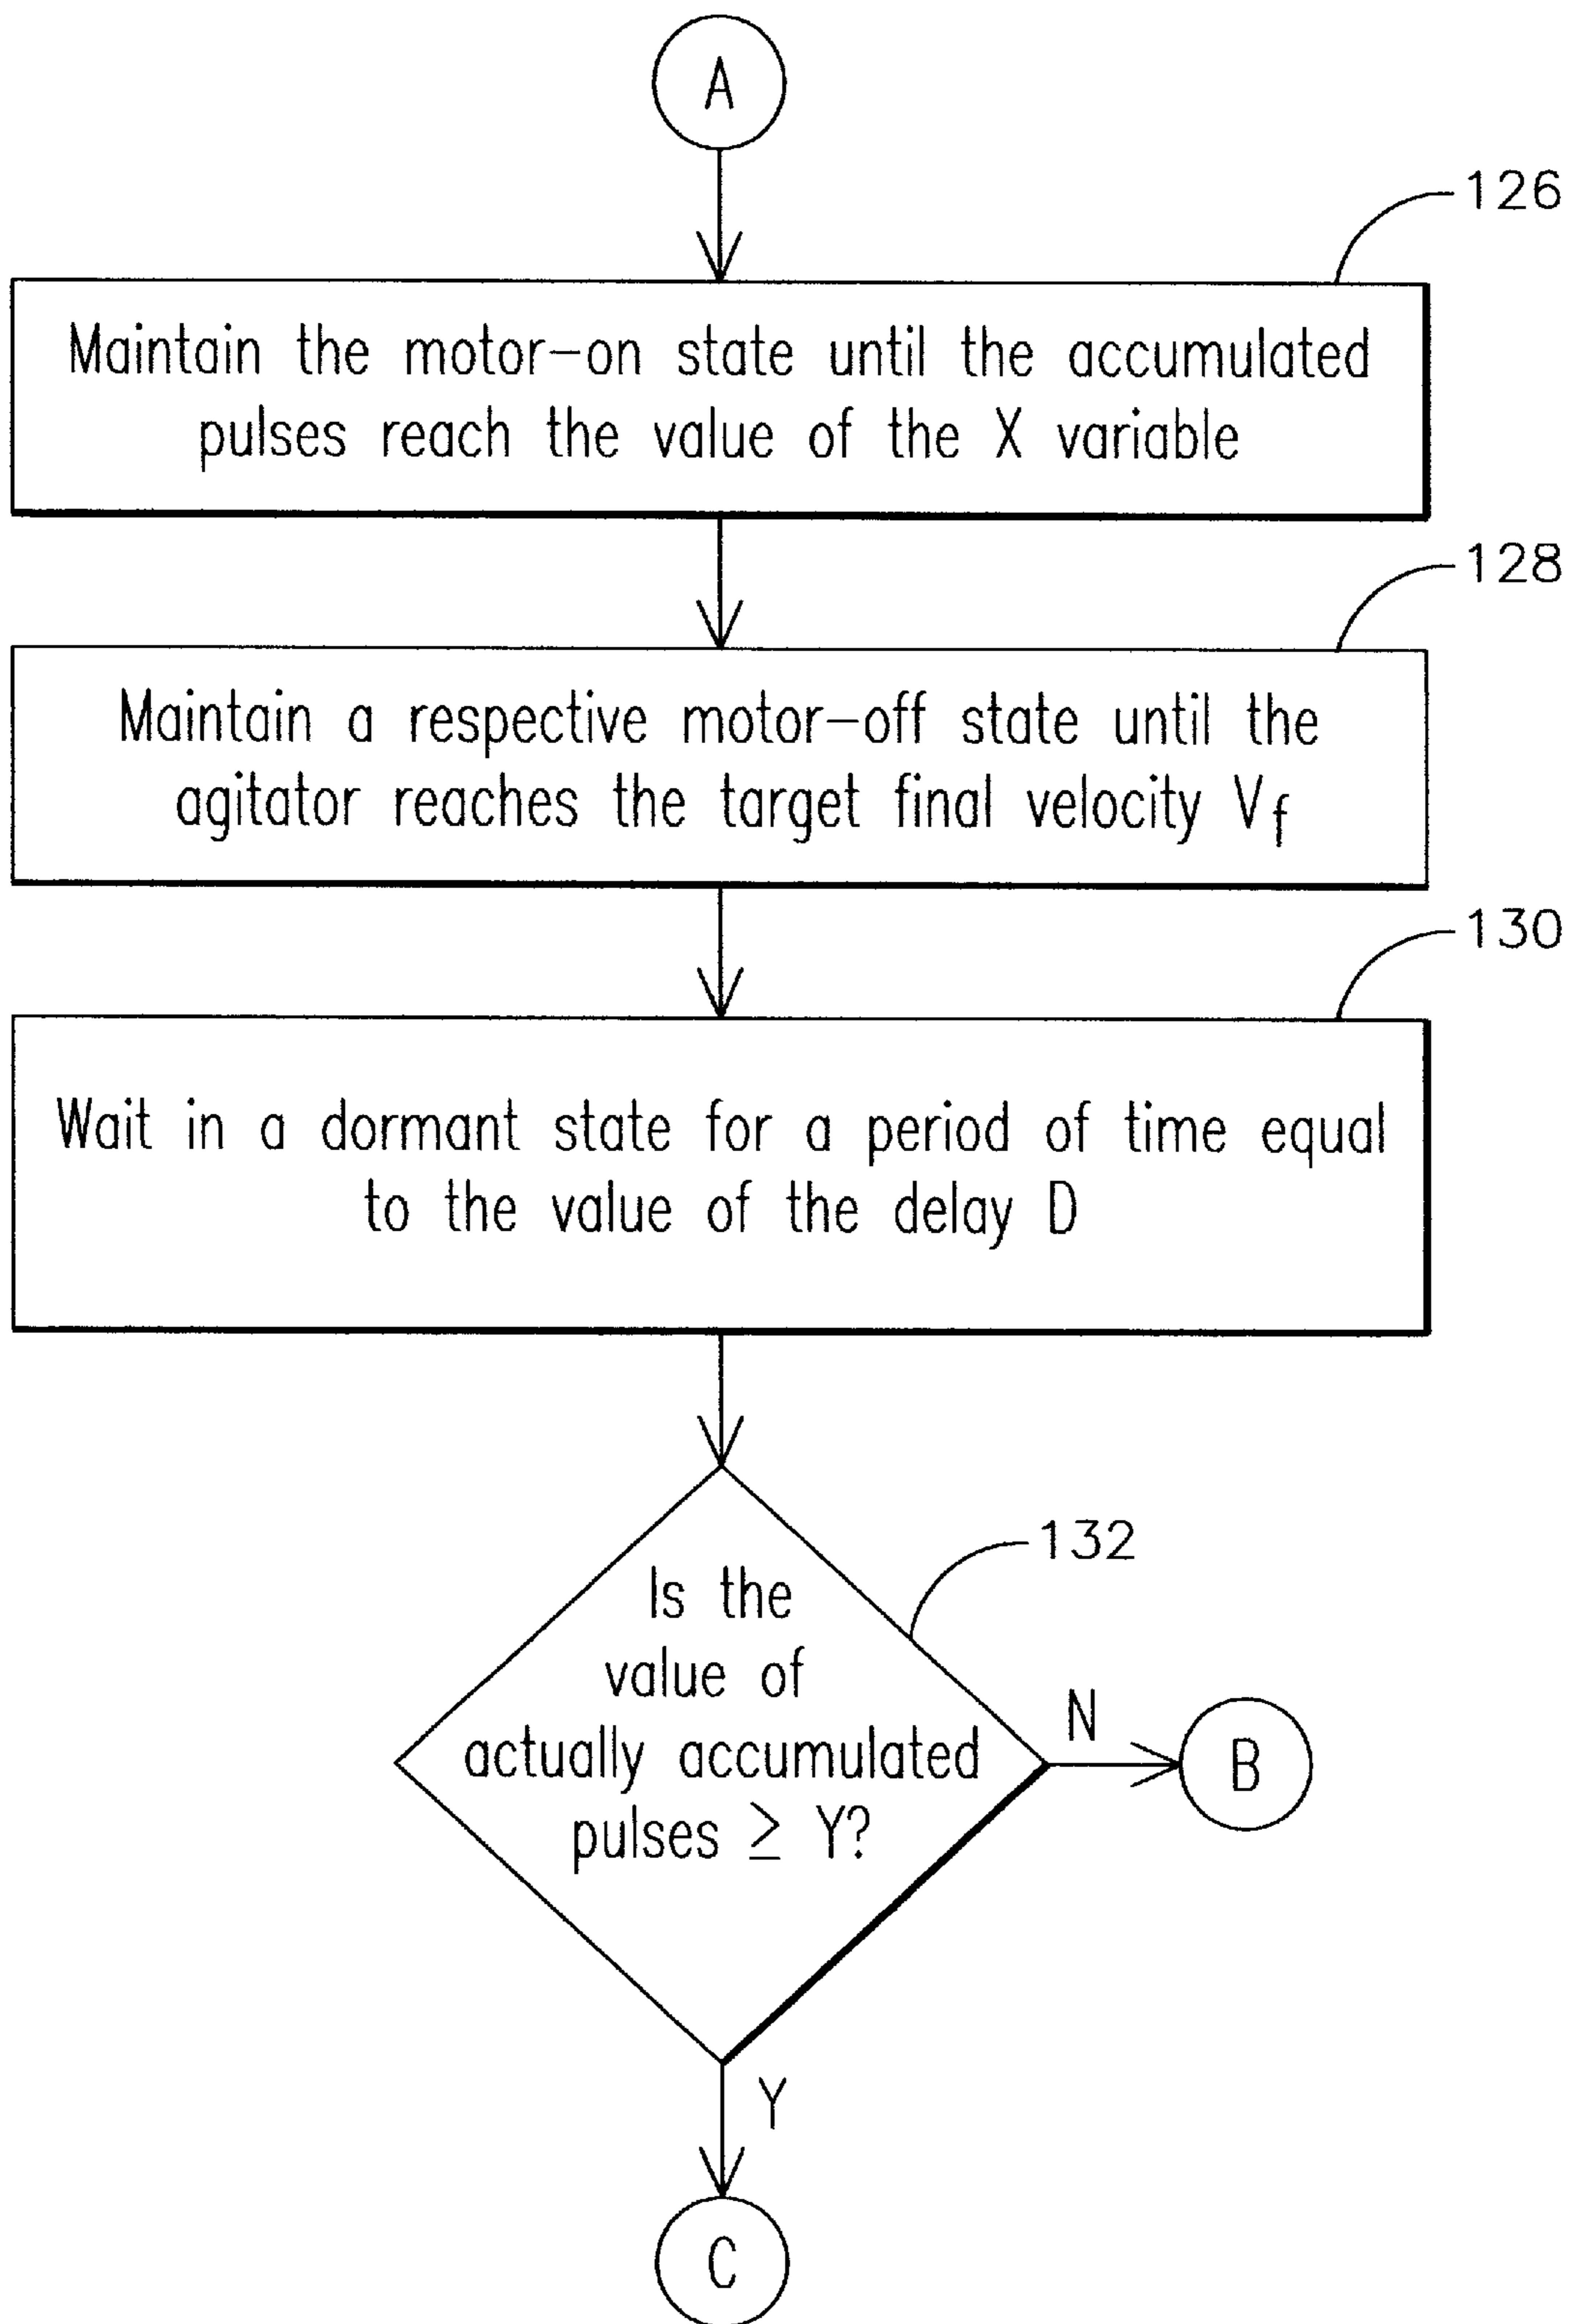 A
126
Maintain the motor-on state until the accumulated
pulses reach the value of the X variable
128
Maintain a respective motor-off state until the
agitator reaches the target final velocity Vf
130
Wait in a dormant state for a period of time equal
to the value of the delay D
132
Is the
value of
actually accumulated
pulses ≥ Y?
N
B
Y
C